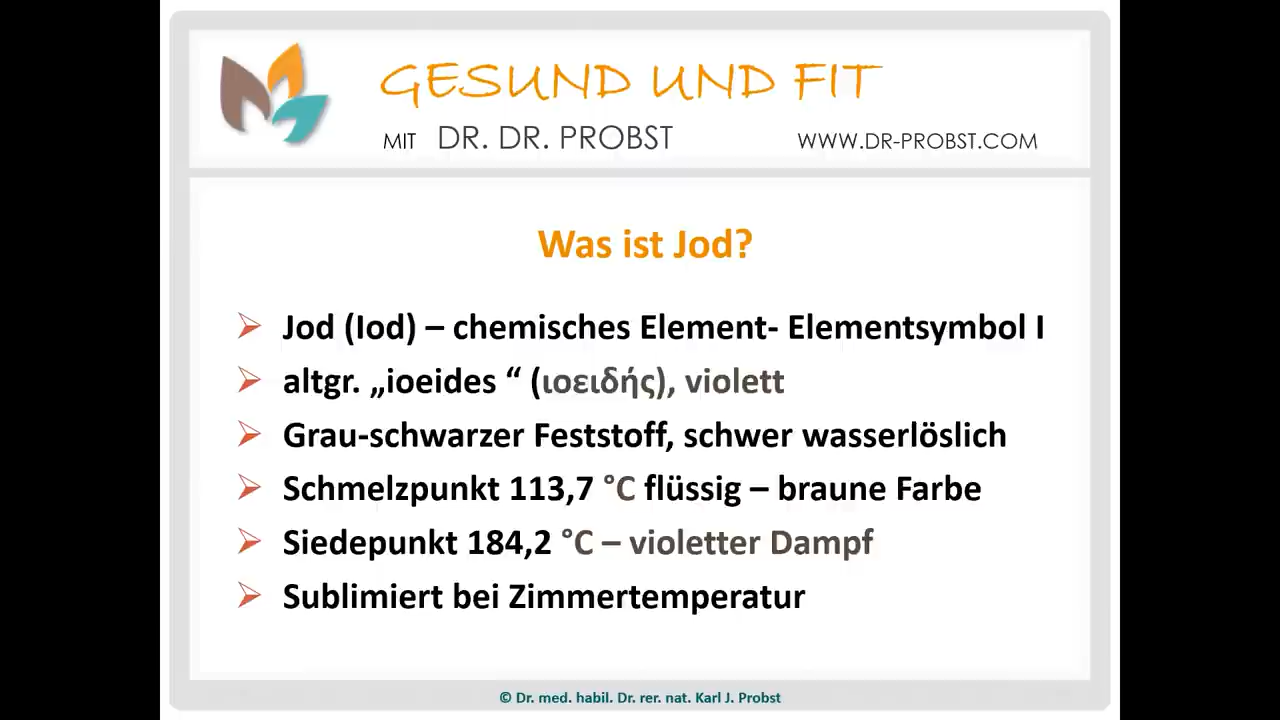 GESUND UND FIT
MIT DR. DR. PROBST WWW.DR-PROBST.COM
Was ist Jod?
Jod (Iod) – chemisches Element- Elementsymbol I
altgr. „ioeides “ (ιοειδής), violett
Grau-schwarzer Feststoff, schwer wasserlöslich
Schmelzpunkt 113,7 °C flüssig – braune Farbe
Siedepunkt 184,2 °C – violetter Dampf
Sublimiert bei Zimmertemperatur
© Dr. med. habil. Dr. rer. nat. Karl J. Probst